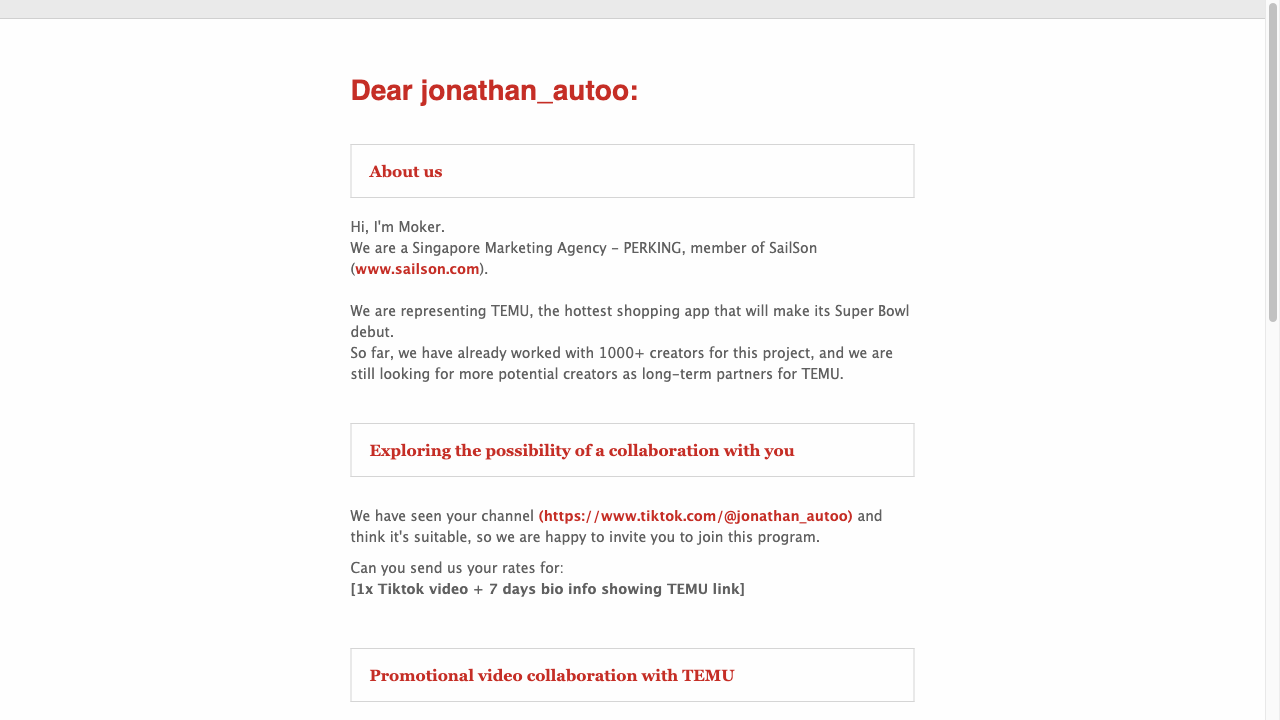 Dear jonathan_autoo:
About us
Hi, I'm Moker.
We are a Singapore Marketing Agency – PERKING, member of SailSon
(www.sailson.com).
We are representing TEMU, the hottest shopping app that will make its Super Bowl
debut.
So far, we have already worked with 1000+ creators for this project, and we are
still looking for more potential creators as long-term partners for TEMU.
Exploring the possibility of a collaboration with you
We have seen your channel (https://www.tiktok.com/@jonathan_autoo) and
think it's suitable, so we are happy to invite you to join this program.
Can you send us your rates for:
[1x Tiktok video + 7 days bio info showing TEMU link]
Promotional video collaboration with TEMU